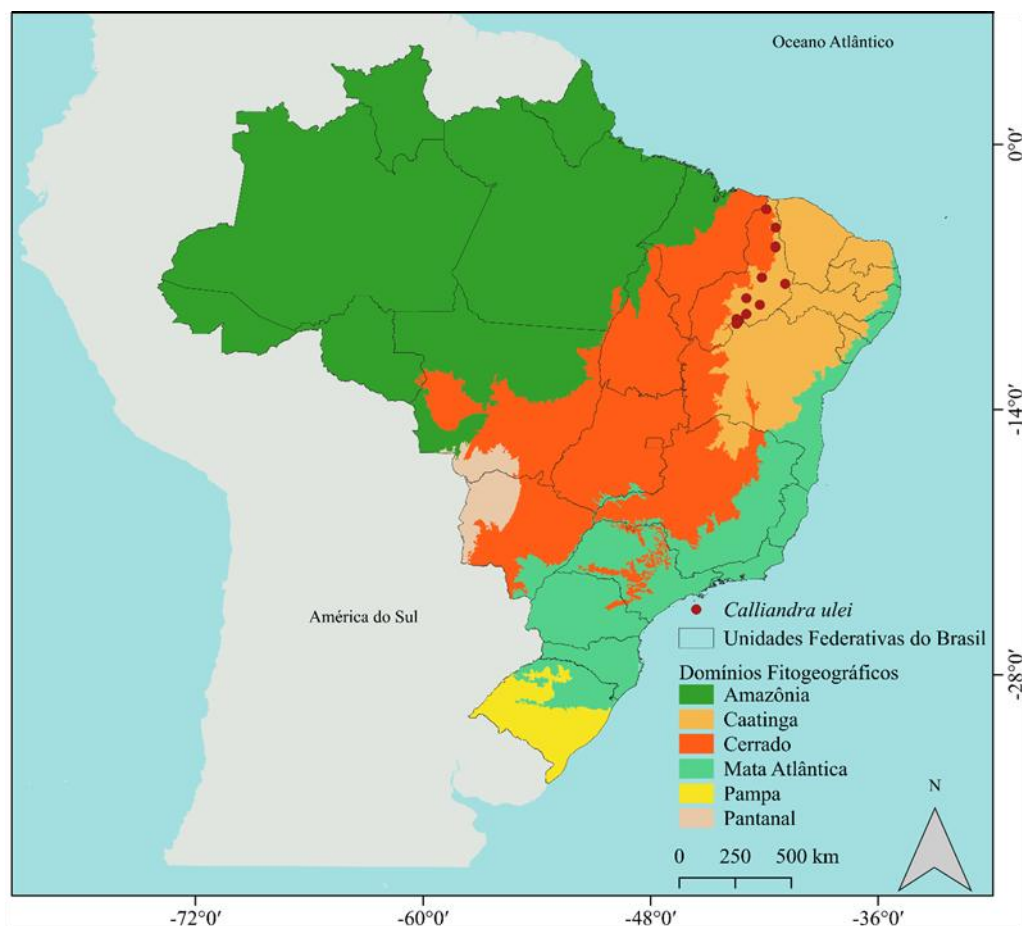 Oceano Atlântico
0°0′
-14°0′
América do Sul
Calliandra ulei
Unidades Federativas do Brasil
-28°0′
Domínios Fitogeográficos
Amazônia
Caatinga
Cerrado
Mata Atlântica
Pampa
Pantanal
N
0 250 500 km
-72°0′ -60°0′ -48°0′ -36°0′